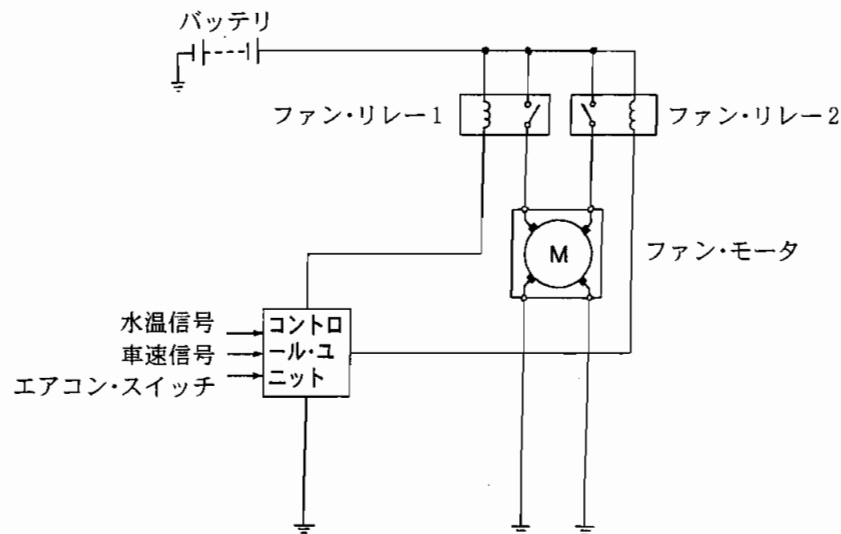 バッテリ
ファン・リレー1
ファン・リレー2
M
ファン・モータ
水温信号
車速信号
エアコン・スイッチ
コントロ
ール・ユ
ニット